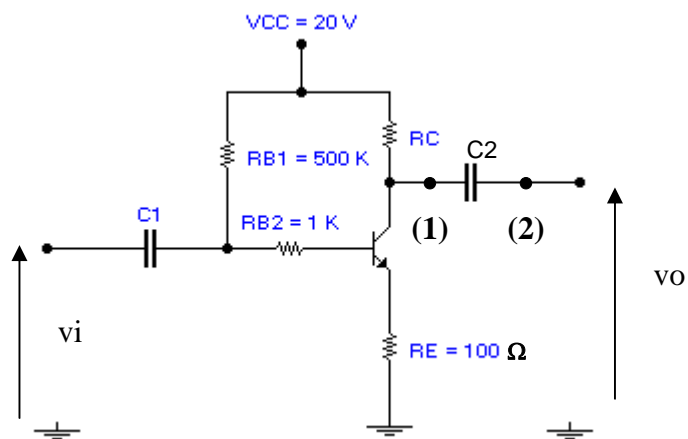 VCC = 20 V
RC
C2
RB1 = 500 K
C1
RB2 = 1 K
(1)
(2)
vi
vo
RE = 100 Ω